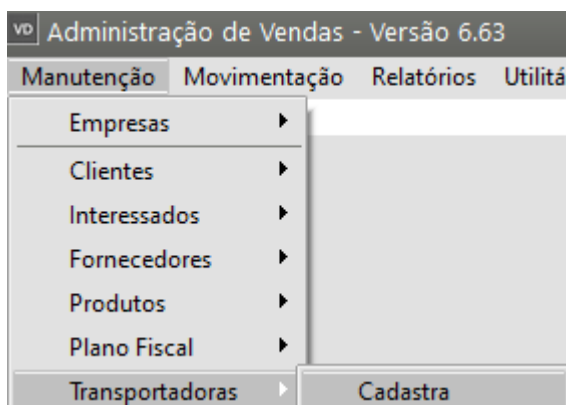 VD Administração de Vendas - Versão 6.63
Manutenção Movimentação Relatórios
Empresas
Clientes
Interessados
Fornecedores
Produtos
Plano Fiscal
Transportadoras Cadastra